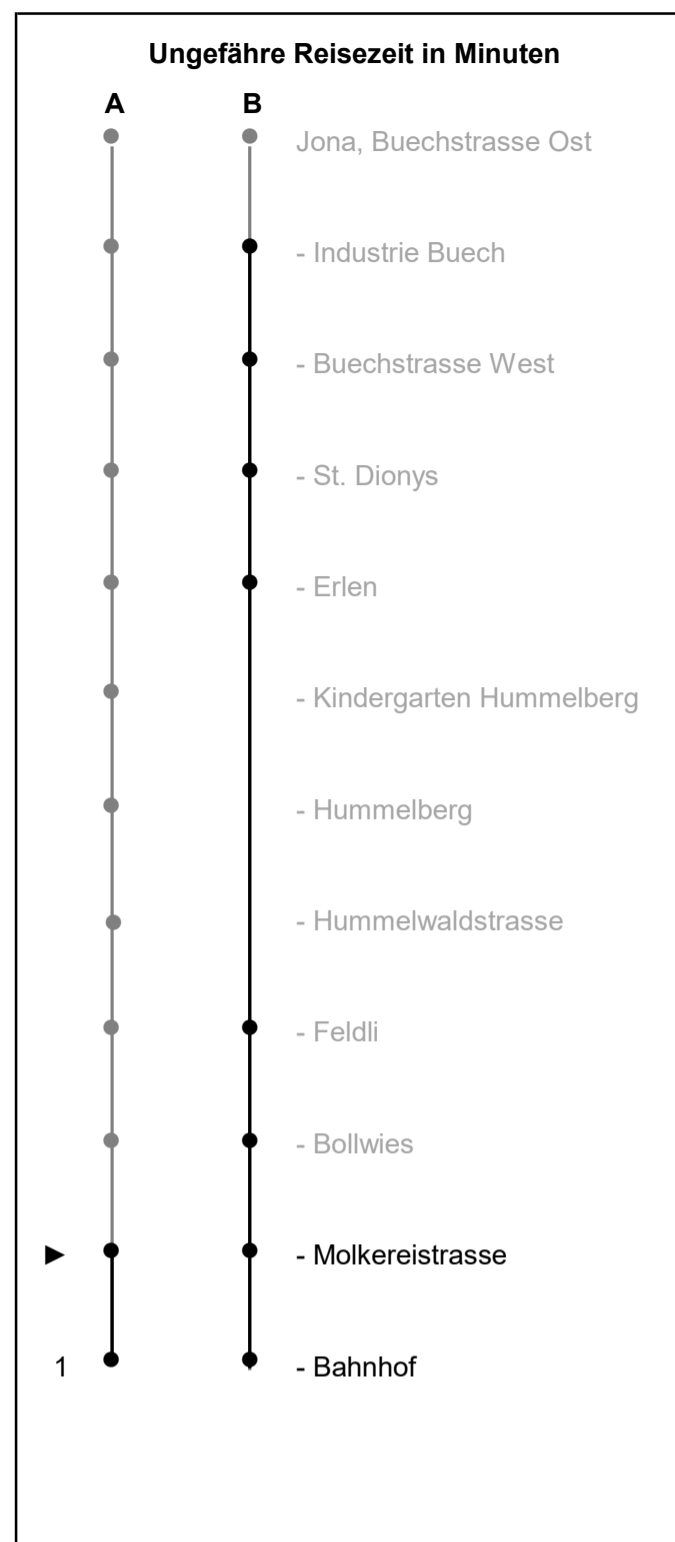 Ungefähre Reisezeit in Minuten
A B
Jona, Buechstrasse Ost
- Industrie Buech
- Buechstrasse West
- St. Dionys
- Erlen
- Kindergarten Hummelberg
- Hummelberg
- Hummelwaldstrasse
- Feldli
- Bollwies
► - Molkereistrasse
1 - Bahnhof